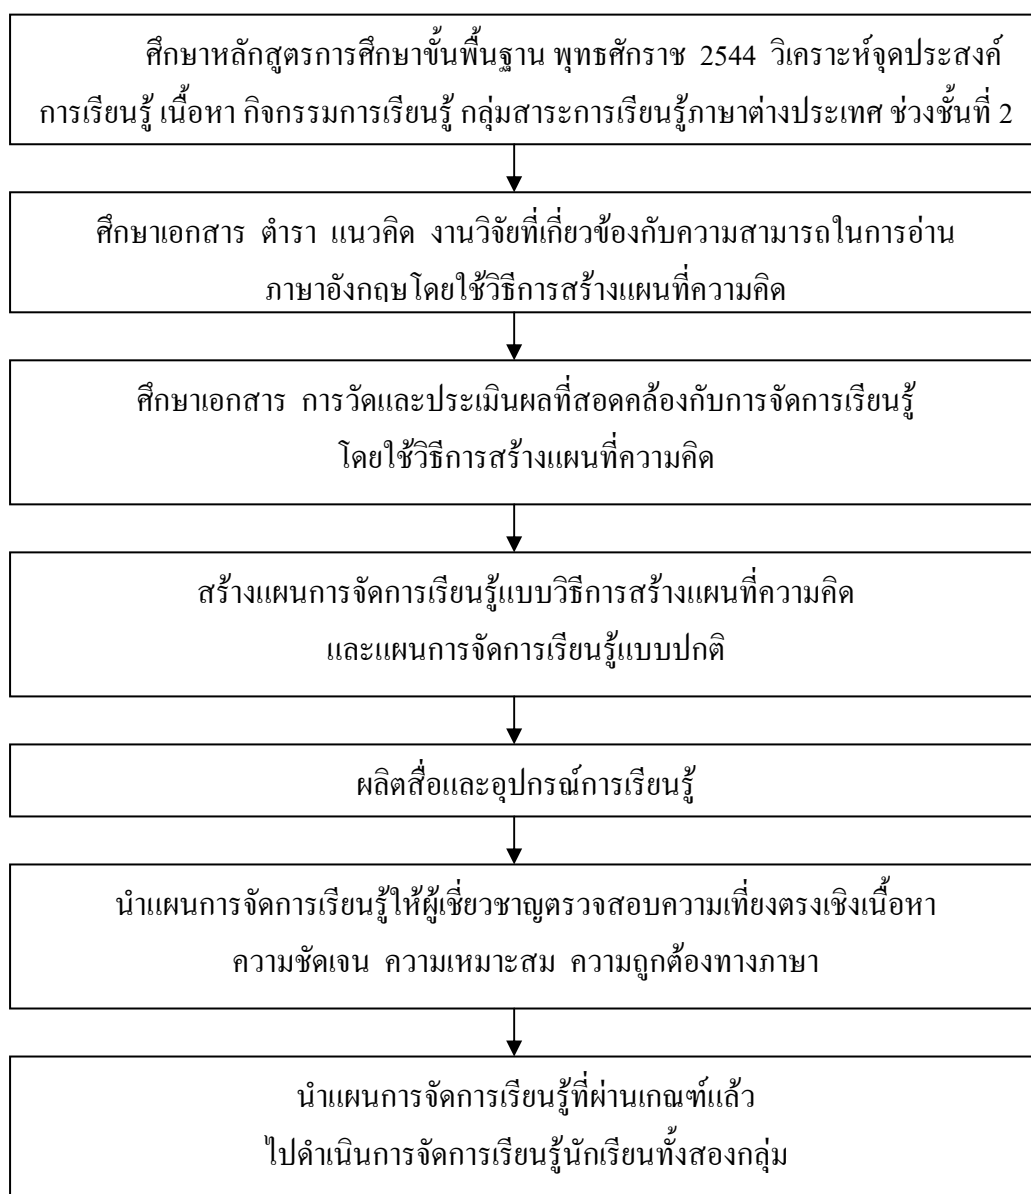 ศึกษาหลักสูตรการศึกษาขั้นพื้นฐาน พุทธศักราช 2544 วิเคราะห์จุดประสงค์
การเรียนรู้ เนื้อหา กิจกรรมการเรียนรู้ กลุ่มสาระการเรียนรู้ภาษาต่างประเทศ ช่วงชั้นที่ 2
ศึกษาเอกสาร ตำรา แนวคิด งานวิจัยที่เกี่ยวข้องกับความสามารถในการอ่าน
ภาษาอังกฤษโดยใช้วิธีการสร้างแผนที่ความคิด
ศึกษาเอกสาร การวัดและประเมินผลที่สอดคล้องกับการจัดการเรียนรู้
โดยใช้วิธีการสร้างแผนที่ความคิด
สร้างแผนการจัดการเรียนรู้แบบวิธีการสร้างแผนที่ความคิด
และแผนการจัดการเรียนรู้แบบปกติ
ผลิตสื่อและอุปกรณ์การเรียนรู้
นำแผนการจัดการเรียนรู้ให้ผู้เชี่ยวชาญตรวจสอบความเที่ยงตรงเชิงเนื้อหา
ความชัดเจน ความเหมาะสม ความถูกต้องทางภาษา
นำแผนการจัดการเรียนรู้ที่ผ่านเกณฑ์แล้ว
ไปดำเนินการจัดการเรียนรู้นักเรียนทั้งสองกลุ่ม